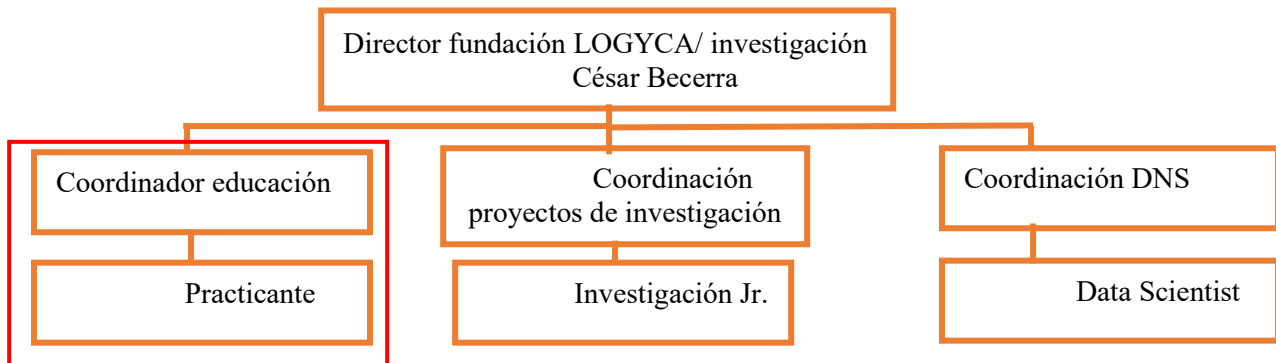 Director fundación LOGYCA/ investigación
César Becerra
Coordinador educación
Coordinación
proyectos de investigación
Coordinación DNS
Practicante
Investigación Jr.
Data Scientist